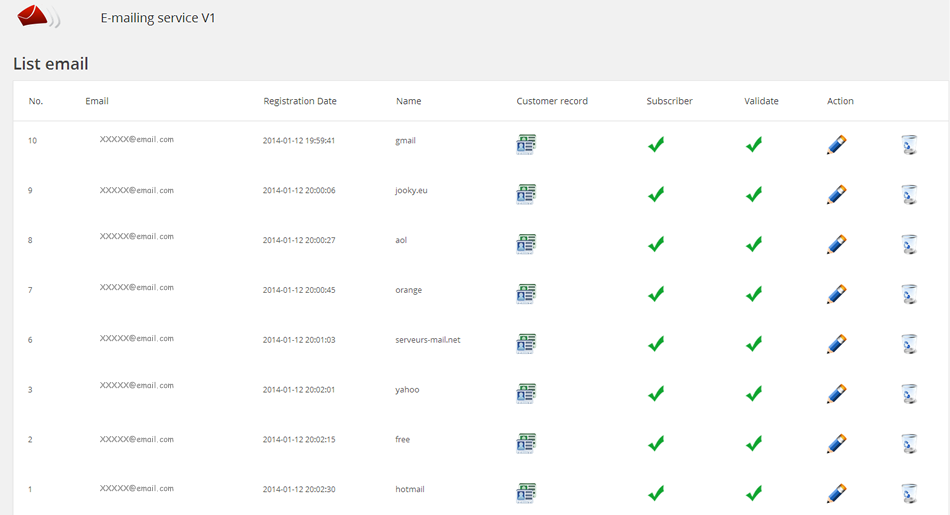 E-mailing service V1
List email
No. Email Registration Date Name Customer record Subscriber Validate Action
10 XXXXX@email.com 2014-01-12 19:59:41 gmail
9 XXXXX@email.com 2014-01-12 20:00:06 jooky.eu
8 XXXXX@email.com 2014-01-12 20:00:27 aol
7 XXXXX@email.com 2014-01-12 20:00:45 orange
6 XXXXX@email.com 2014-01-12 20:01:03 serveurs-mail.net
3 XXXXX@email.com 2014-01-12 20:02:01 yahoo
2 XXXXX@email.com 2014-01-12 20:02:15 free
1 XXXXX@email.com 2014-01-12 20:02:30 hotmail